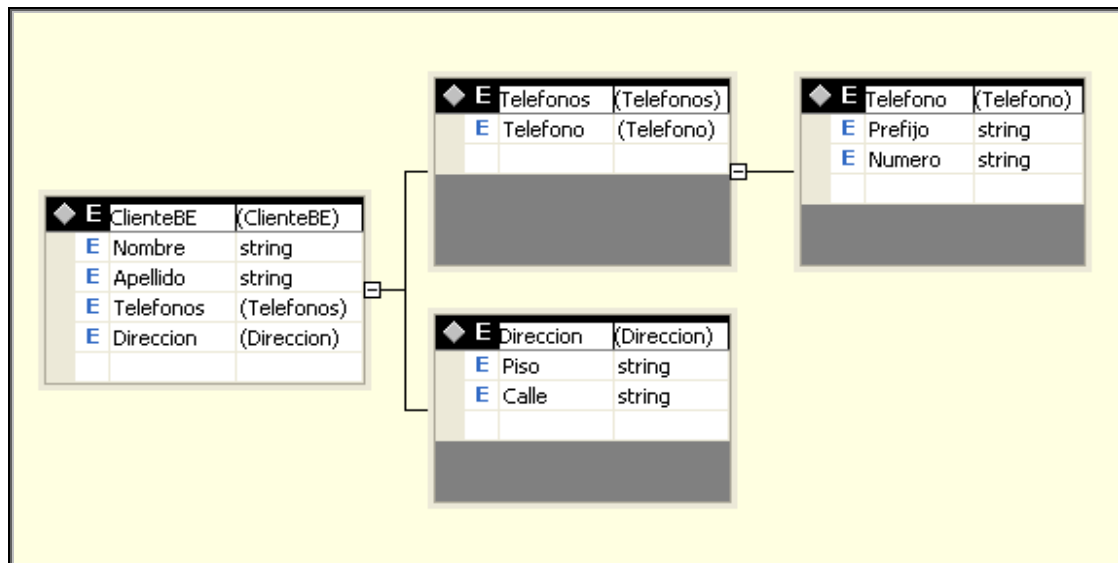 E ClienteBE (ClienteBE)
E Nombre string
E Apellido string
E Telefonos (Telefonos)
E Direccion (Direccion)
E Telefonos (Telefonos)
E Telefono (Telefono)
E Telefono (Telefono)
E Prefijo string
E Numero string
E Direccion (Direccion)
E Piso string
E Calle string